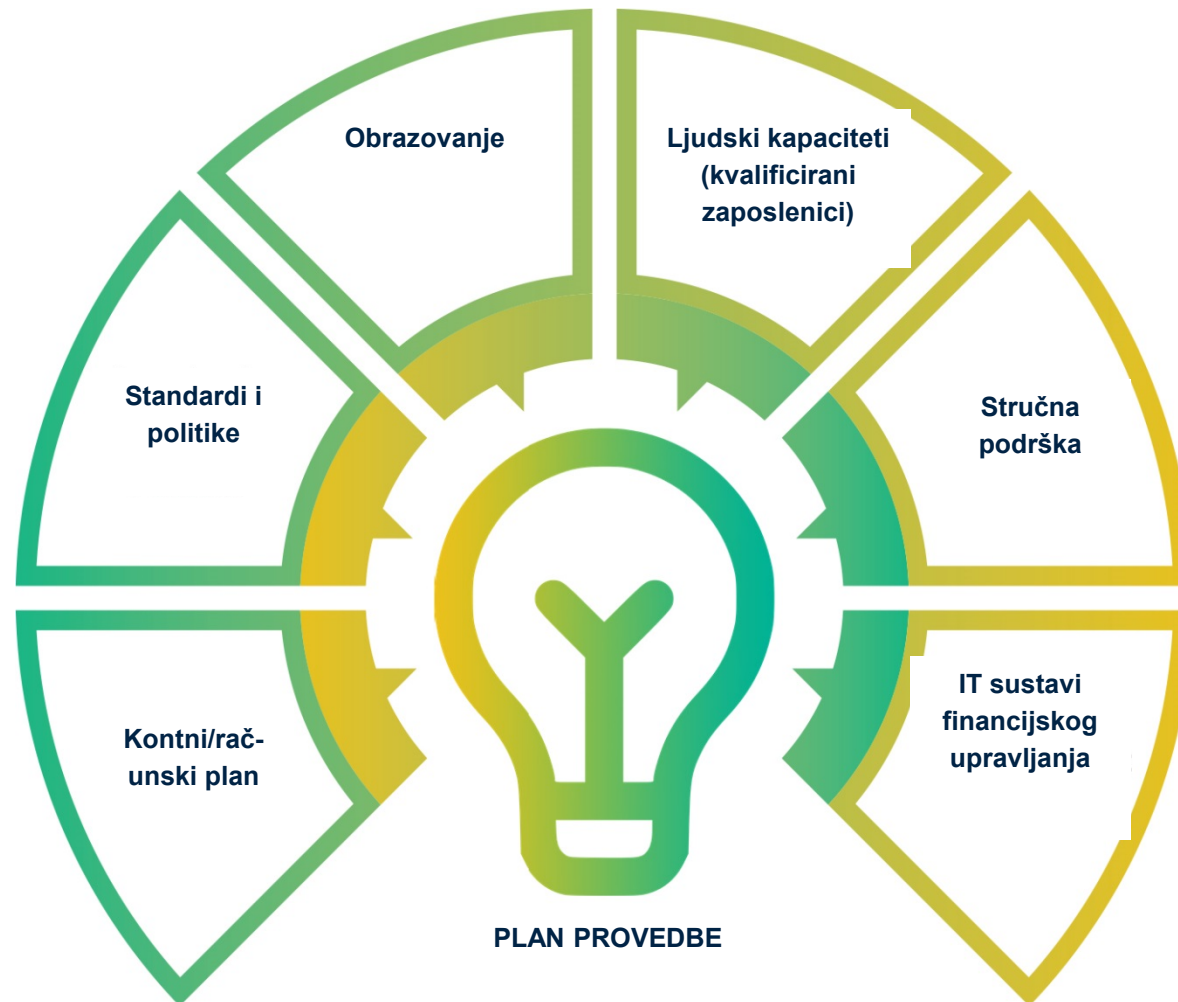 Obrazovanje
Ljudski kapaciteti
(kvalificirani
zaposlenici)
Standardi i
politike
Stručna
podrška
Kontni/rač-
unski plan
IT sustavi
financijskog
upravljanja
PLAN PROVEDBE